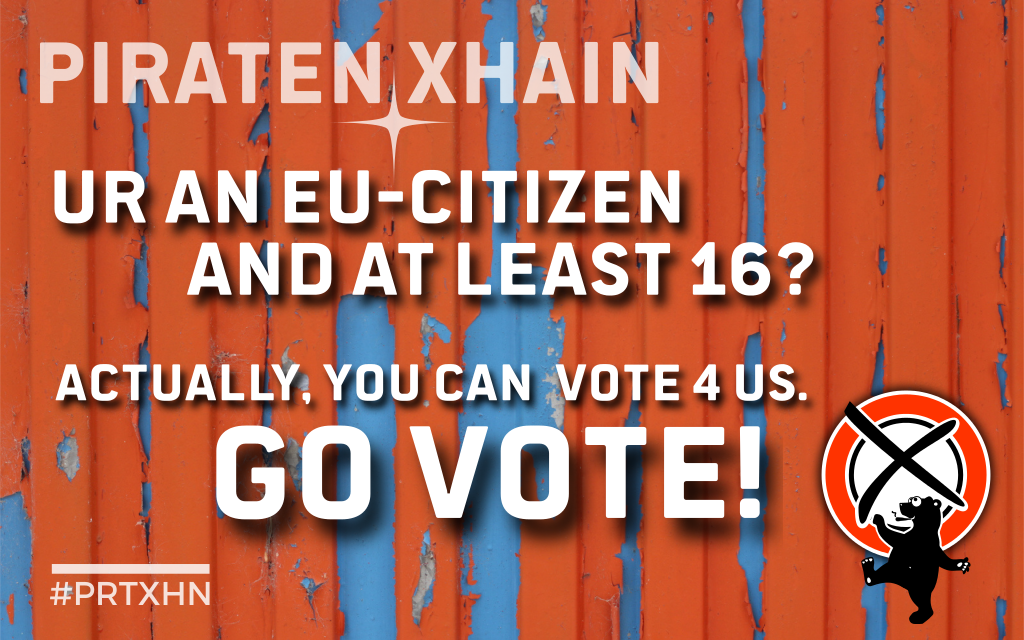 PIRATEN XHAIN
UR AN EU-CITIZEN
AND AT LEAST 16?
ACTUALLY, YOU CAN VOTE 4 US.
GO VOTE!
#PRTXHN